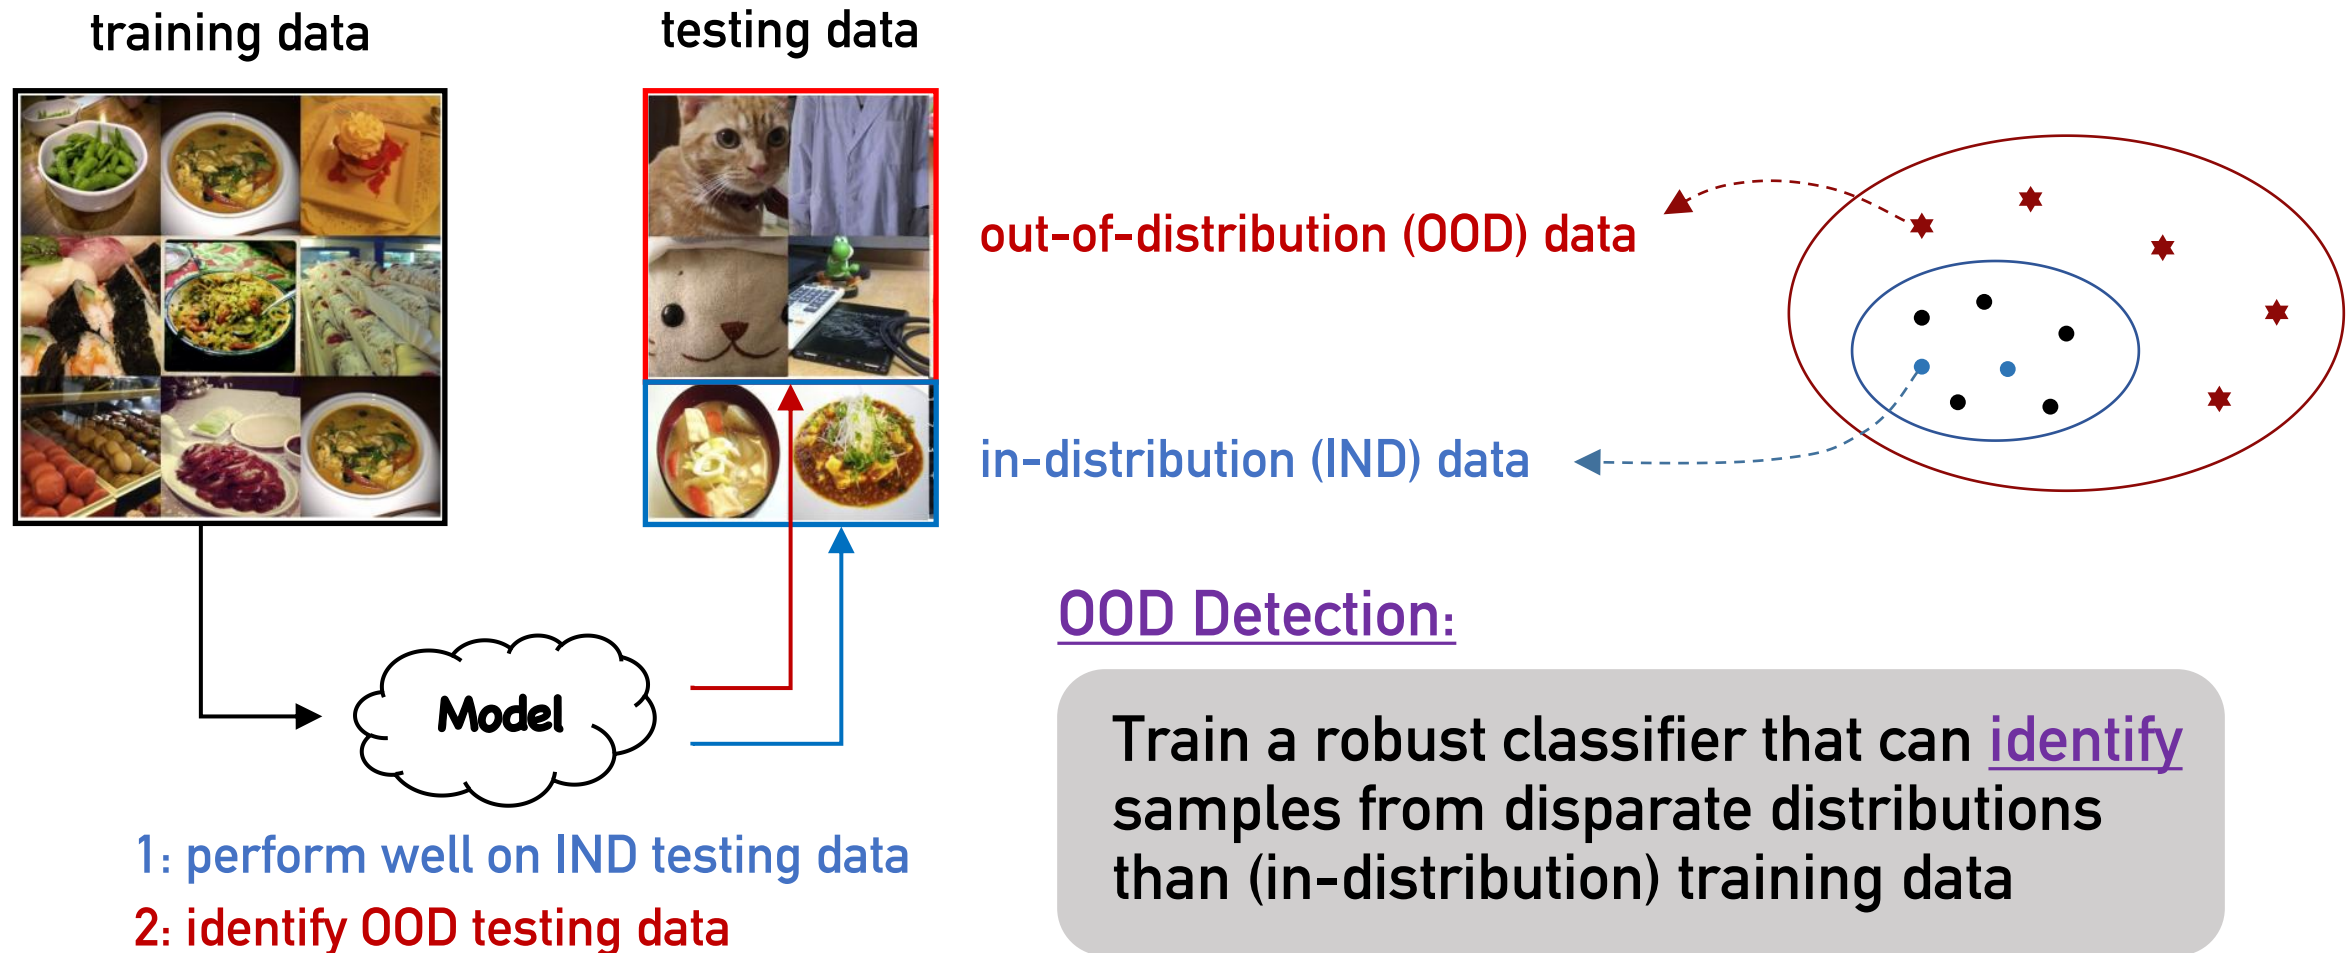 training data
testing data
out-of-distribution (OOD) data
in-distribution (IND) data
Model
1: perform well on IND testing data
2: identify OOD testing data
OOD Detection:
Train a robust classifier that can identify
samples from disparate distributions
than (in-distribution) training data